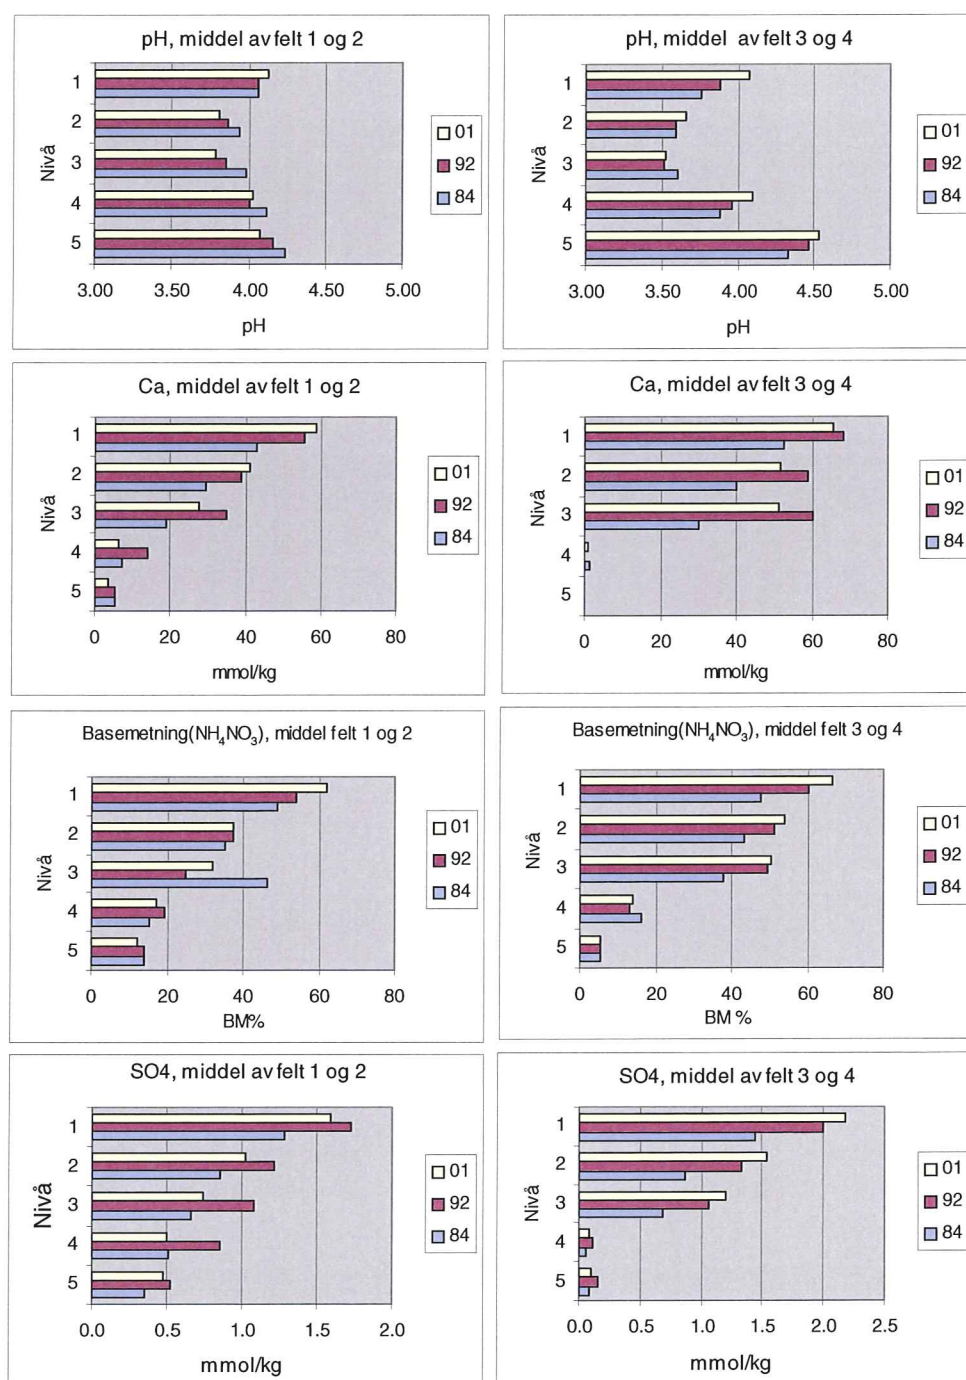 pH, middel av felt 1 og 2
Nivå
1
2
3
4
5
01
92
84
3.00 3.50 4.00 4.50 5.00
pH
pH, middel av felt 3 og 4
Nivå
1
2
3
4
5
01
92
84
3.00 3.50 4.00 4.50 5.00
pH
Ca, middel av felt 1 og 2
Nivå
1
2
3
4
5
01
92
84
0 20 40 60 80
mmol/kg
Ca, middel av felt 3 og 4
Nivå
1
2
3
4
5
01
92
84
0 20 40 60 80
mmol/kg
Basemetning(NH₄NO₃), middel felt 1 og 2
Nivå
1
2
3
4
5
01
92
84
0 20 40 60 80
BM%
Basemetning(NH₄NO₃), middel felt 3 og 4
Nivå
1
2
3
4
5
01
92
84
0 20 40 60 80
BM %
SO4, middel av felt 1 og 2
Nivå
1
2
3
4
5
01
92
84
0.0 0.5 1.0 1.5 2.0
mmol/kg
SO4, middel av felt 3 og 4
Nivå
1
2
3
4
5
01
92
84
0.0 0.5 1.0 1.5 2.0 2.5
mmol/kg